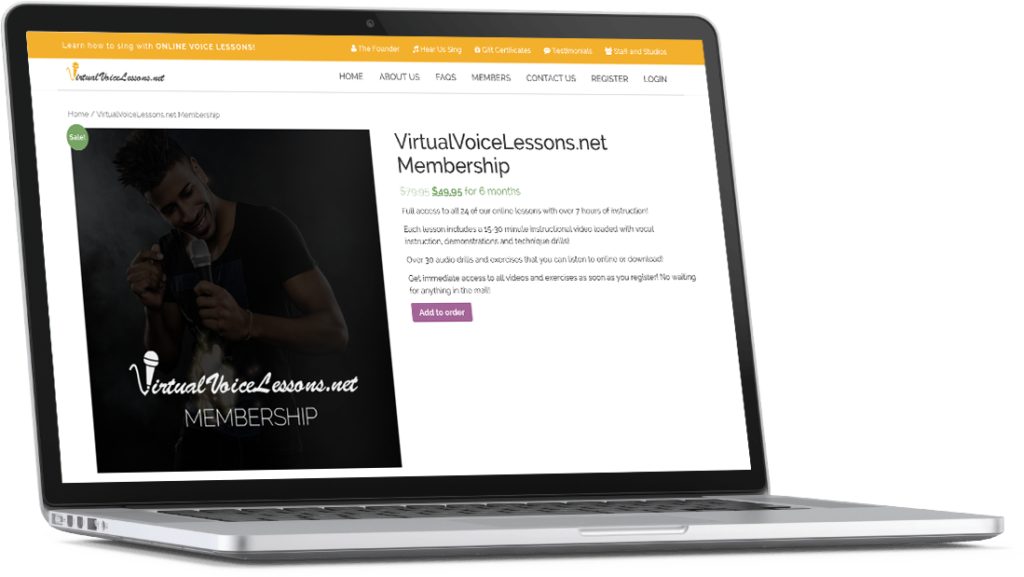 Learn how to sing with ONLINE VOICE LESSONS!
The Founder Hear Us Sing Gift Certificates Testimonials Staff and Studios
VirtualVoiceLessons.net
HOME ABOUT US FAQS MEMBERS CONTACT US REGISTER LOGIN
Home / VirtualVoiceLessons.net Membership
Sale!
VirtualVoiceLessons.net
MEMBERSHIP
VirtualVoiceLessons.net
Membership
$79.95 $49.95 for 6 months
Full access to all 24 of our online lessons with over 7 hours of instruction!
Each lesson includes a 15-30 minute instructional video loaded with vocal
instruction, demonstrations and technique drills!
Over 30 audio drills and exercises that you can listen to online or download!
Get immediate access to all videos and exercises as soon as you register! No waiting
for anything in the mail!
Add to order